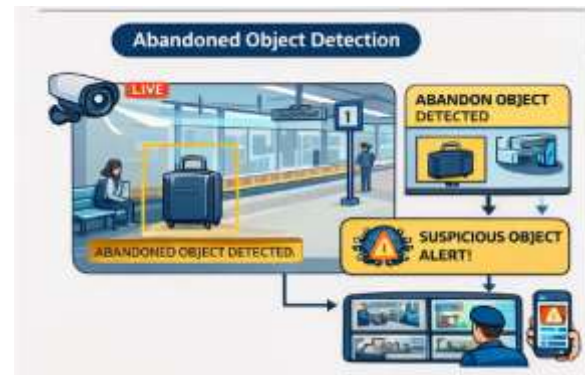 Abandoned Object Detection
LIVE
1
ABANDONED OBJECT DETECTED.
ABANDON OBJECT
DETECTED
SUSPICIOUS OBJECT
ALERT!